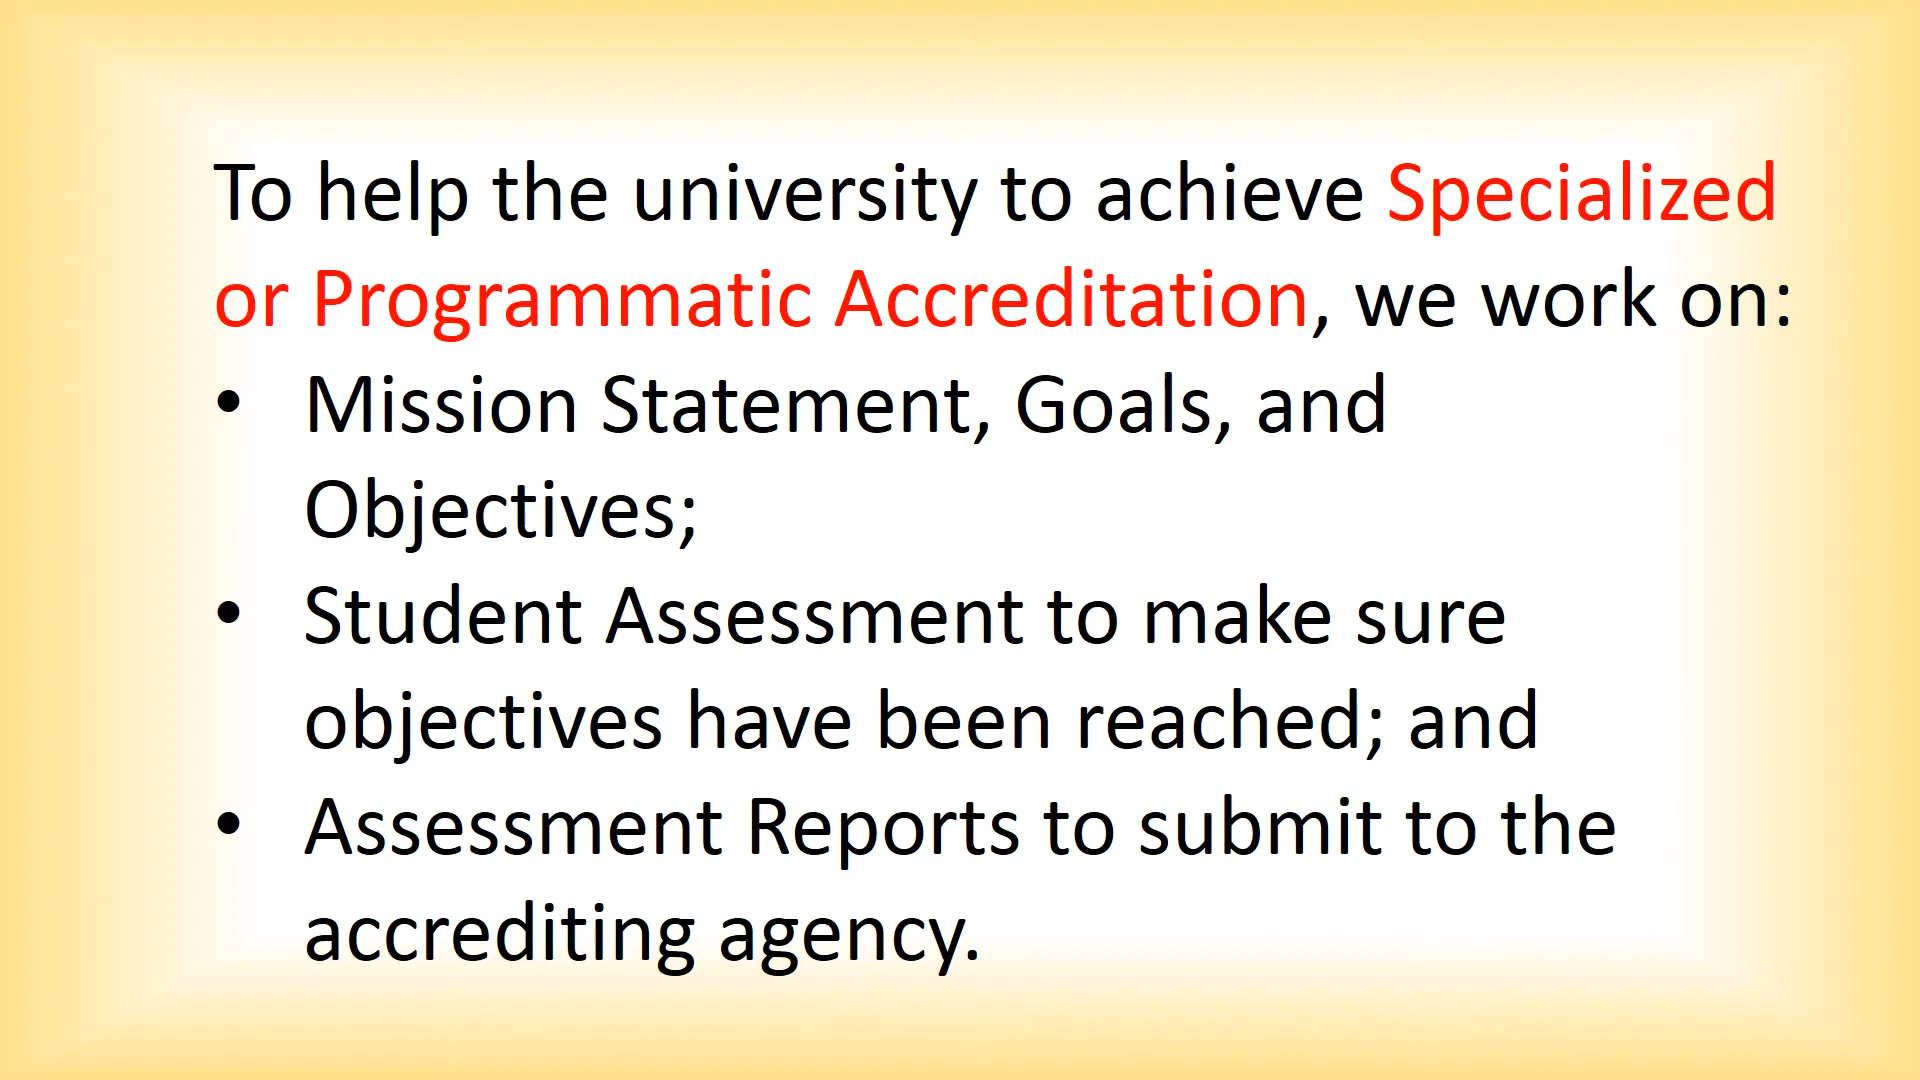 To help the university to achieve Specialized
or Programmatic Accreditation, we work on:
• Mission Statement, Goals, and
Objectives;
• Student Assessment to make sure
objectives have been reached; and
• Assessment Reports to submit to the
accrediting agency.